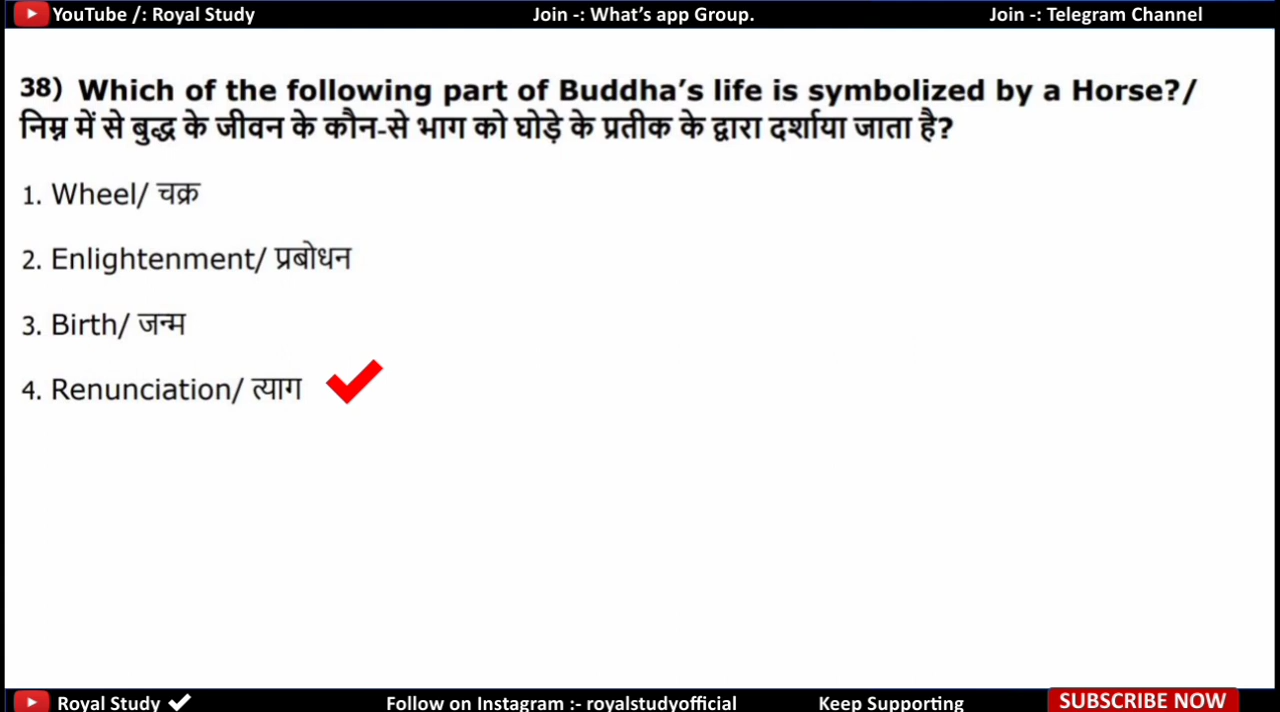 YouTube /: Royal Study Join -: What’s app Group. Join -: Telegram Channel
38) Which of the following part of Buddha’s life is symbolized by a Horse?/
निम्न में से बुद्ध के जीवन के कौन-से भाग को घोड़े के प्रतीक के द्वारा दर्शाया जाता है?
1. Wheel/ चक्र
2. Enlightenment/ प्रबोधन
3. Birth/ जन्म
4. Renunciation/ त्याग
Royal Study Follow on Instagram :- royalstudyofficial Keep Supporting SUBSCRIBE NOW